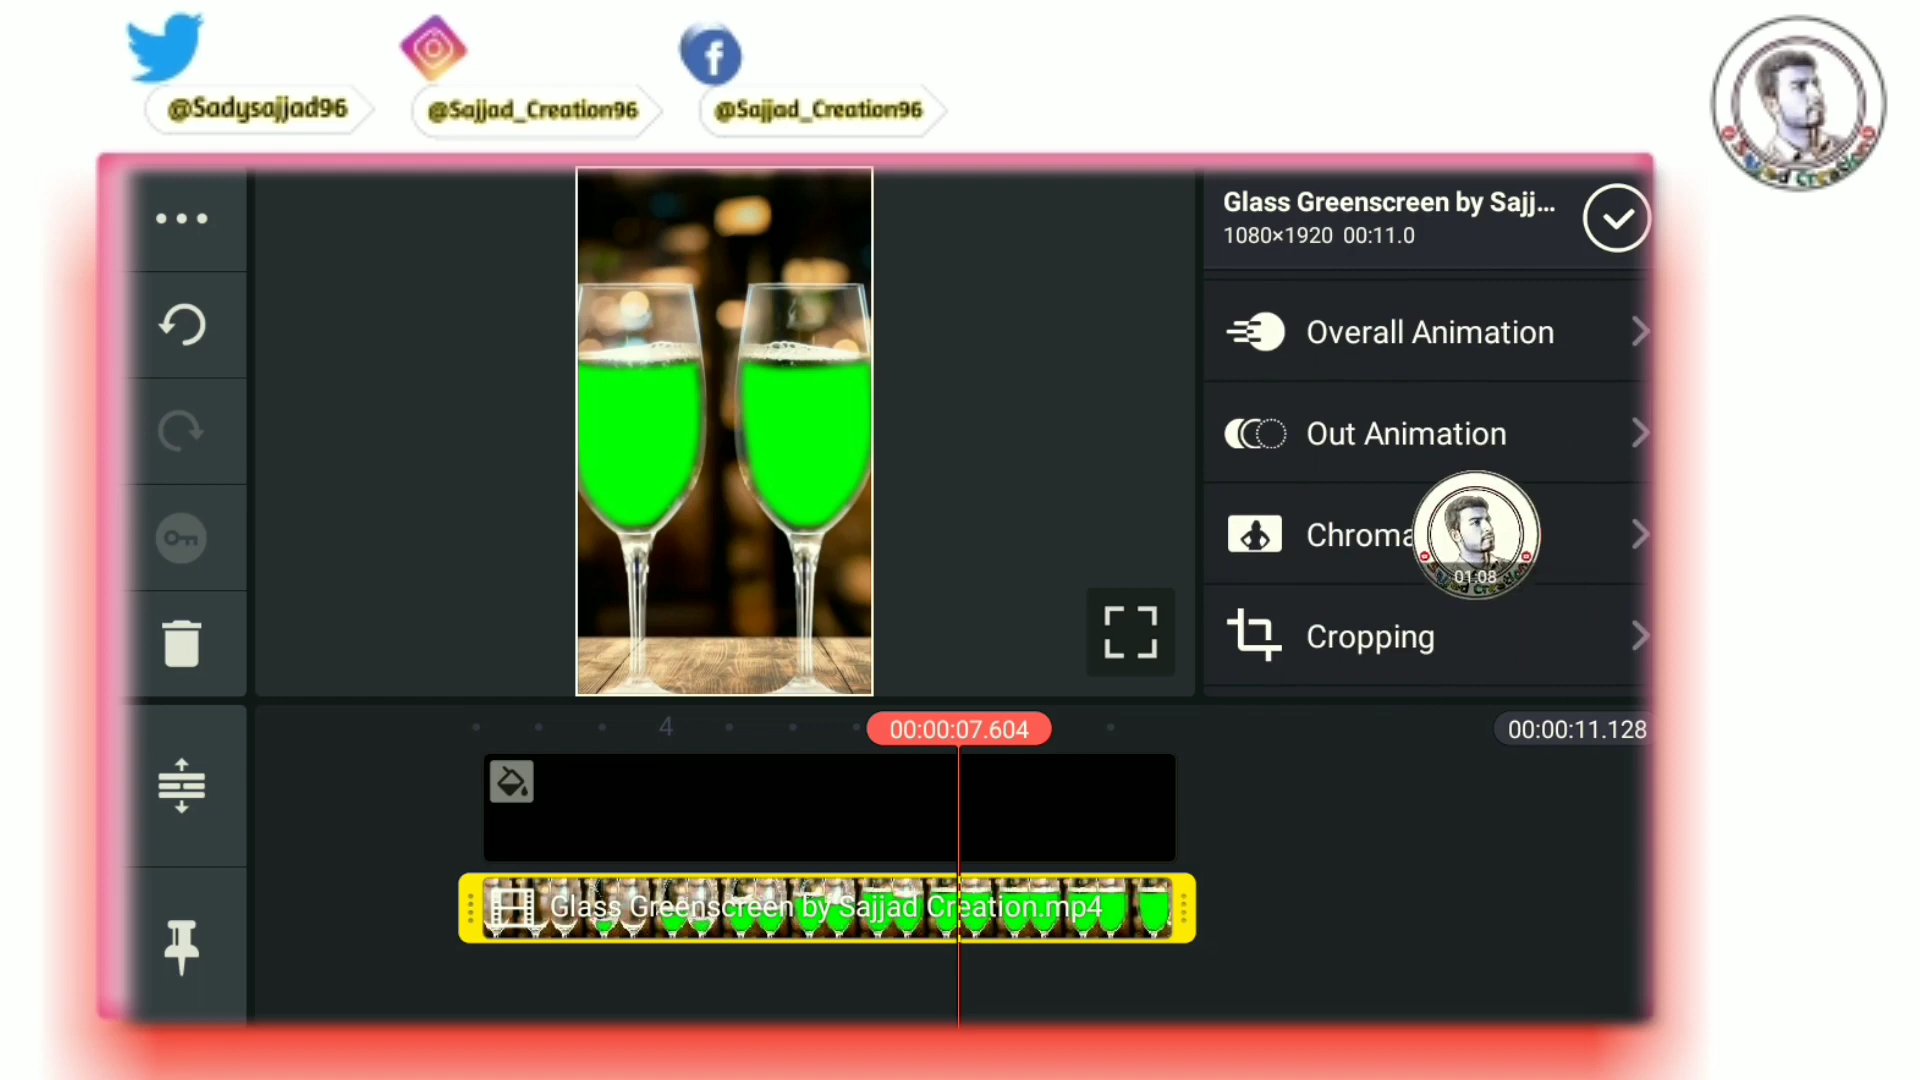 @Sadysajjad96
@Sajjad_Creation96
@Sajjad_Creation96
Glass Greenscreen by Sajj...
1080×1920 00:11.0
Overall Animation
Out Animation
Chroma
01:08
Cropping
4
00:00:07.604
00:00:11.128
Glass Greenscreen by Sajjad Creation.mp4